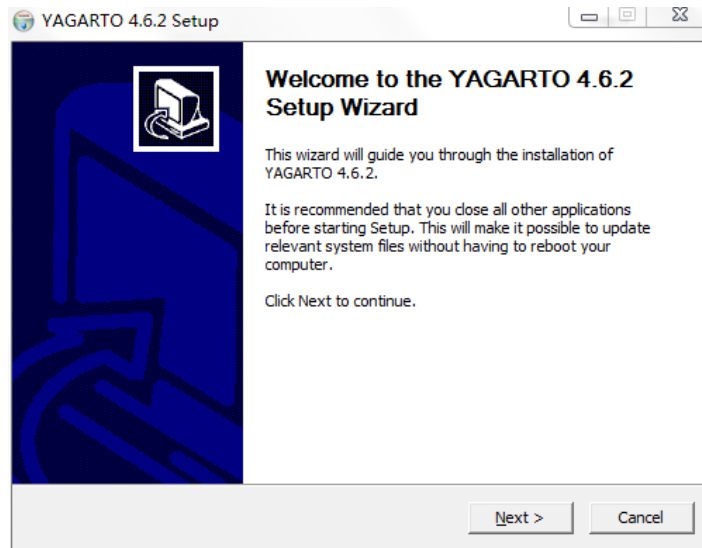 YAGARTO 4.6.2 Setup
Welcome to the YAGARTO 4.6.2
Setup Wizard
This wizard will guide you through the installation of
YAGARTO 4.6.2.
It is recommended that you close all other applications
before starting Setup. This will make it possible to update
relevant system files without having to reboot your
computer.
Click Next to continue.
Next >
Cancel